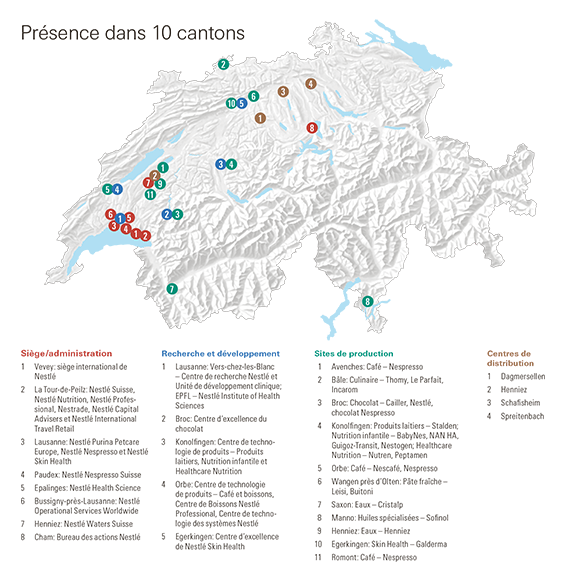 Présence dans 10 cantons
2
4
3
6
10
5
1
8
3
4
1
2
7
9
11
5
4
6
1
5
3
4
1
2
2
3
7
8
Siège/administration
1 Vevey: siège international de
Nestlé
2 La Tour-de-Peilz: Nestlé Suisse,
Nestlé Nutrition, Nestlé Profes-
sional, Nestrade, Nestlé Capital
Advisers et Nestlé International
Travel Retail
3 Lausanne: Nestlé Purina Petcare
Europe, Nestlé Nespresso et Nestlé
Skin Health
4 Paudex: Nestlé Nespresso Suisse
5 Epalinges: Nestlé Health Science
6 Bussigny-près-Lausanne: Nestlé
Operational Services Worldwide
7 Henniez: Nestlé Waters Suisse
8 Cham: Bureau des actions Nestlé
Recherche et développement
1 Lausanne: Vers-chez-les-Blanc
– Centre de recherche Nestlé et
Unité de développement clinique;
EPFL – Nestlé Institute of Health
Sciences
2 Broc: Centre d'excellence du
chocolat
3 Konolfingen: Centre de techno-
logie de produits – Produits
laitiers, Nutrition infantile et
Healthcare Nutrition
4 Orbe: Centre de technologie
de produits – Café et boissons,
Centre de Boissons Nestlé
Professional, Centre de techno-
logie des systèmes Nestlé
5 Egerkingen: Centre d'excellence
de Nestlé Skin Health
Sites de production
1 Avenches: Café – Nespresso
2 Bâle: Culinaire – Thomy, Le Parfait,
Incarom
3 Broc: Chocolat – Cailler, Nestlé,
chocolat Nespresso
4 Konolfingen: Produits laitiers – Stalden;
Nutrition infantile – BabyNes, NAN HA,
Guigoz-Transit, Nestogen; Healthcare
Nutrition – Nutren, Peptamen
5 Orbe: Café – Nescafé, Nespresso
6 Wangen près d'Olten: Pâte fraîche –
Leisi, Buitoni
7 Saxon: Eaux – Cristalp
8 Manno: Huiles spécialisées – Sofinol
9 Henniez: Eaux – Henniez
10 Egerkingen: Skin Health – Galderma
11 Romont: Café – Nespresso
Centres de
distribution
1 Dagmersellen
2 Henniez
3 Schafisheim
4 Spreitenbach